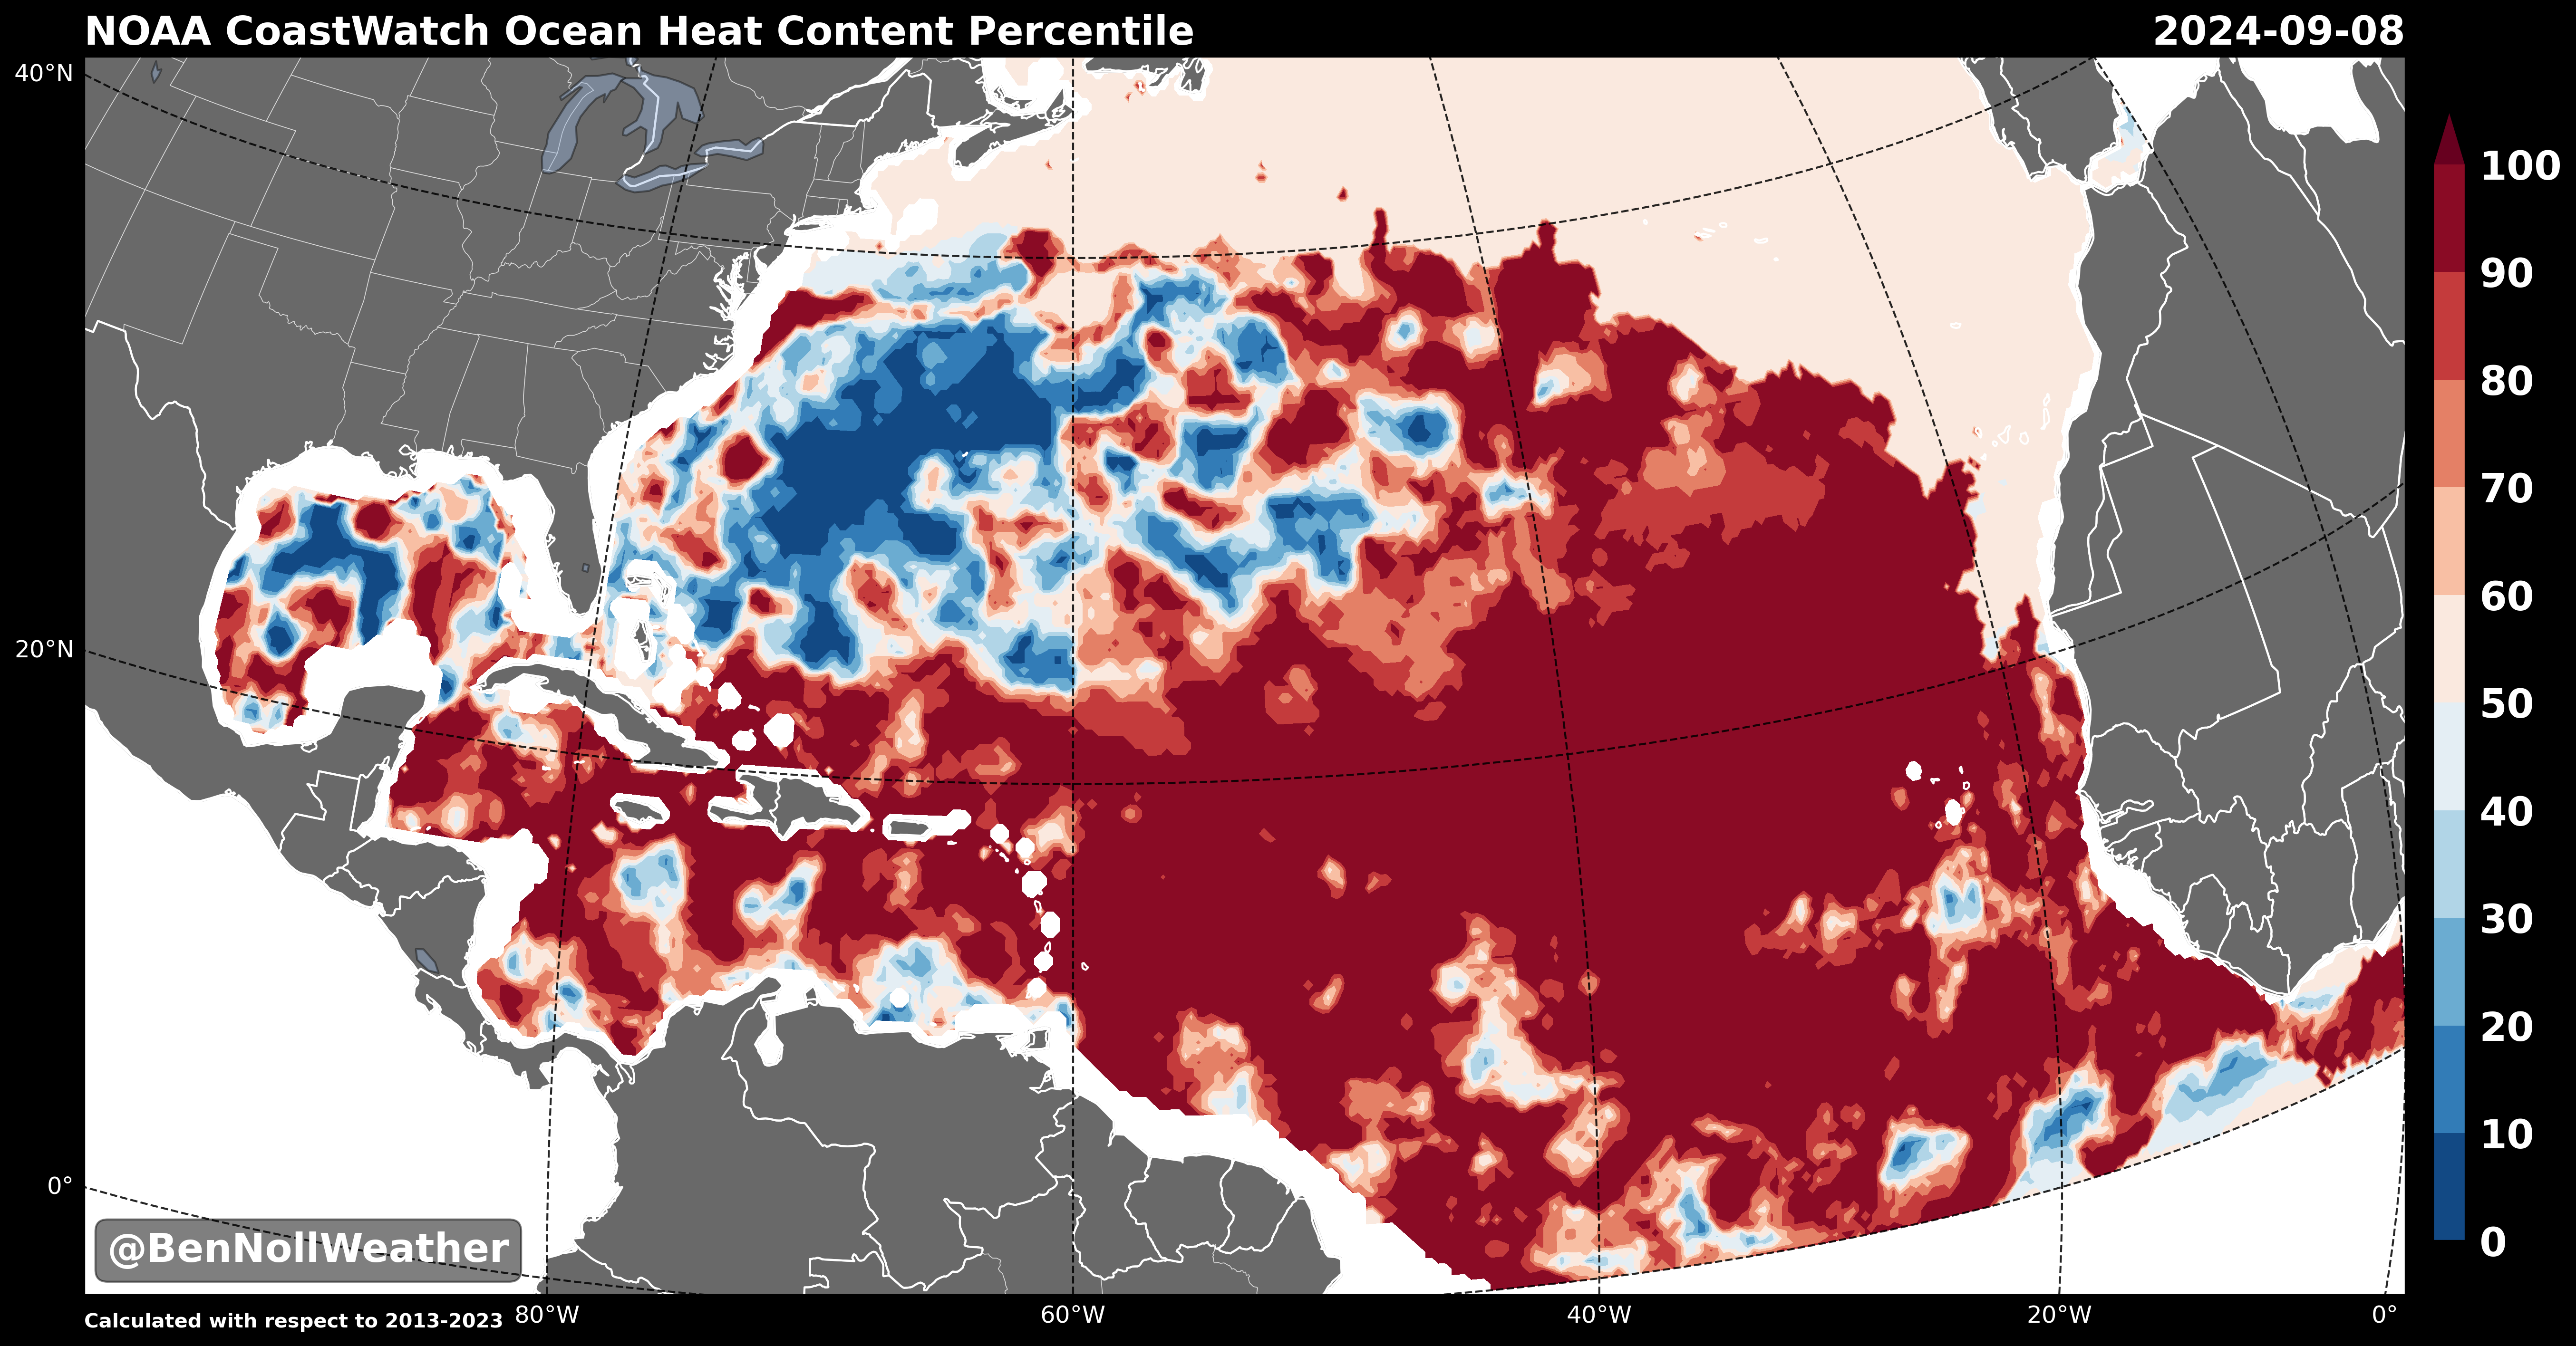 NOAA CoastWatch Ocean Heat Content Percentile
2024-09-08
40°N
20°N
0°
100
90
80
70
60
50
40
30
20
10
0
@BenNollWeather
Calculated with respect to 2013-2023
80°W
60°W
40°W
20°W
0°